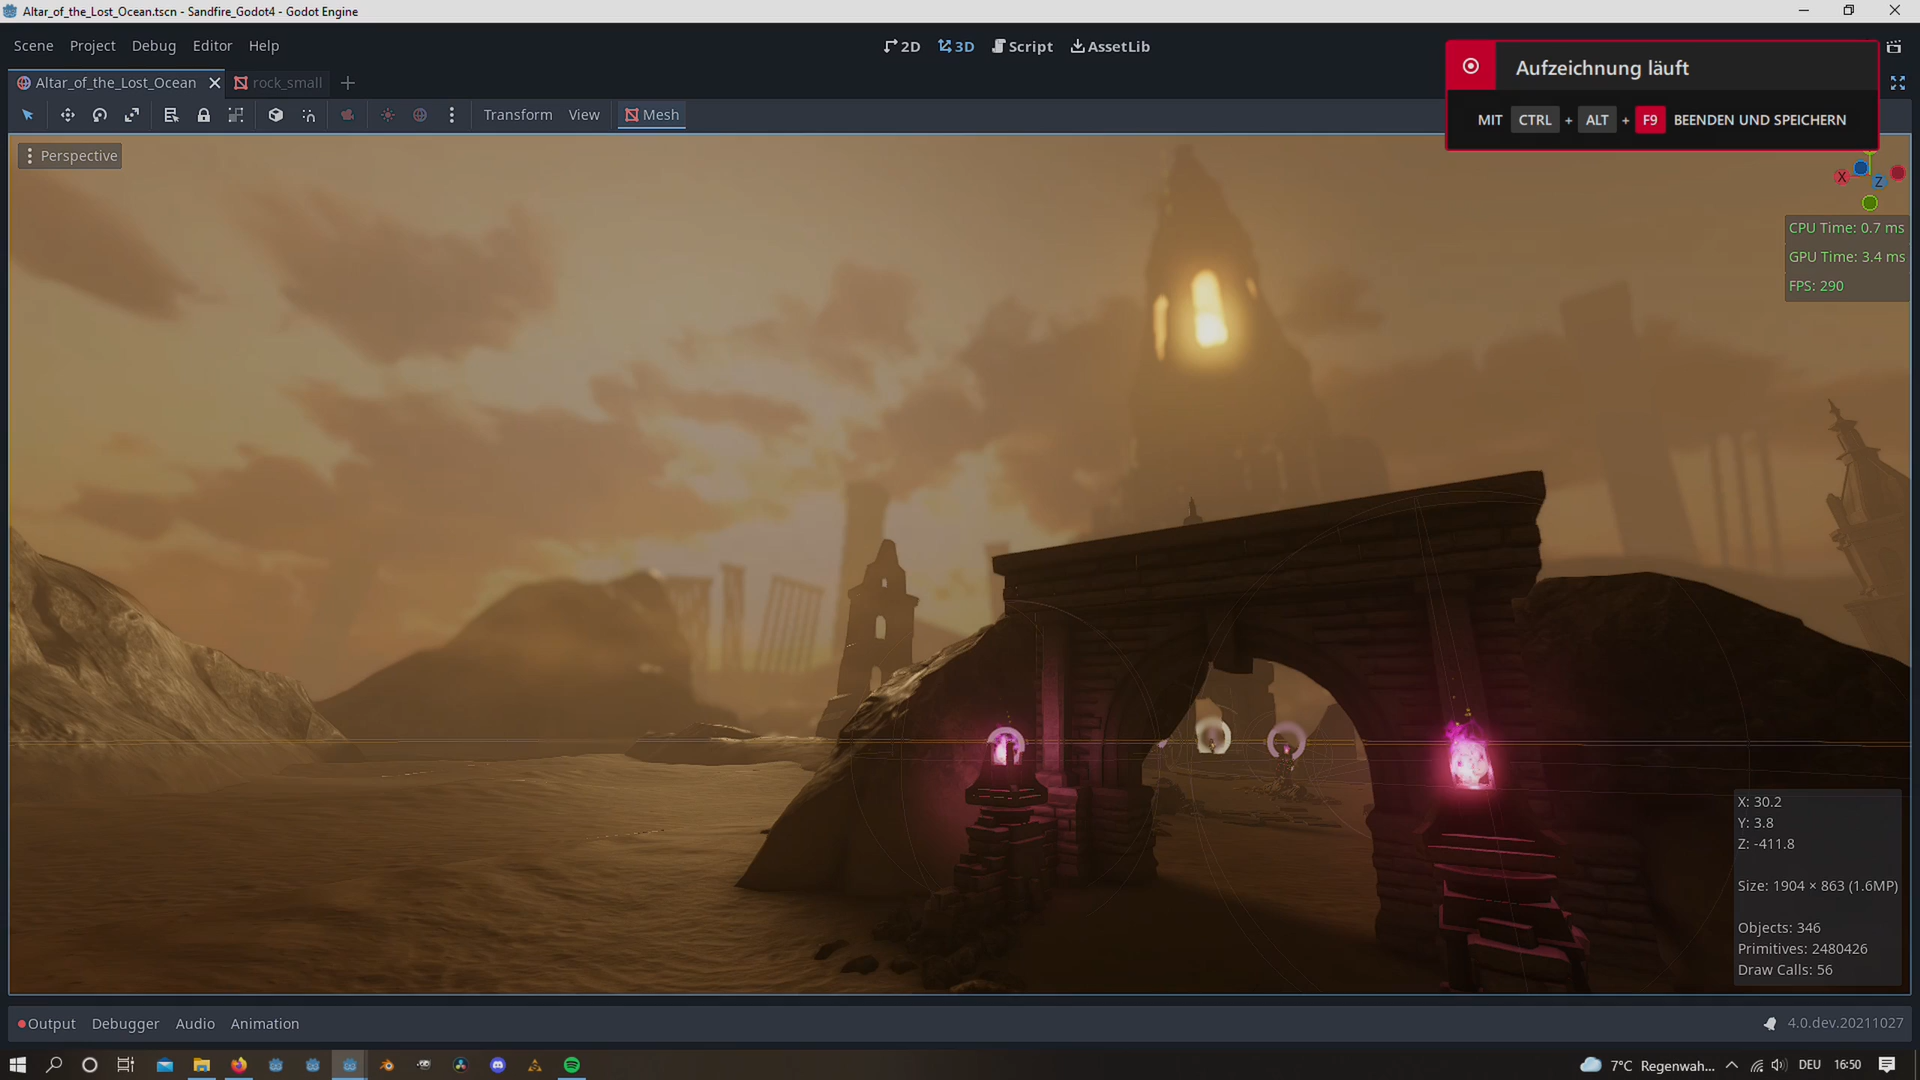 Altar_of_the_Lost_Ocean.tscn - Sandfire_Godot4 - Godot Engine
Scene Project Debug Editor Help
2D 3D Script AssetLib
Altar_of_the_Lost_Ocean rock_small
Transform View Mesh
Aufzeichnung läuft
MIT CTRL + ALT + F9 BEENDEN UND SPEICHERN
Perspective
X
Z
CPU Time: 0.7 ms
GPU Time: 3.4 ms
FPS: 290
X: 30.2
Y: 3.8
Z: -411.8
Size: 1904 × 863 (1.6MP)
Objects: 346
Primitives: 2480426
Draw Calls: 56
Output Debugger Audio Animation
4.0.dev.20211027
7°C Regenwah... DEU 16:50